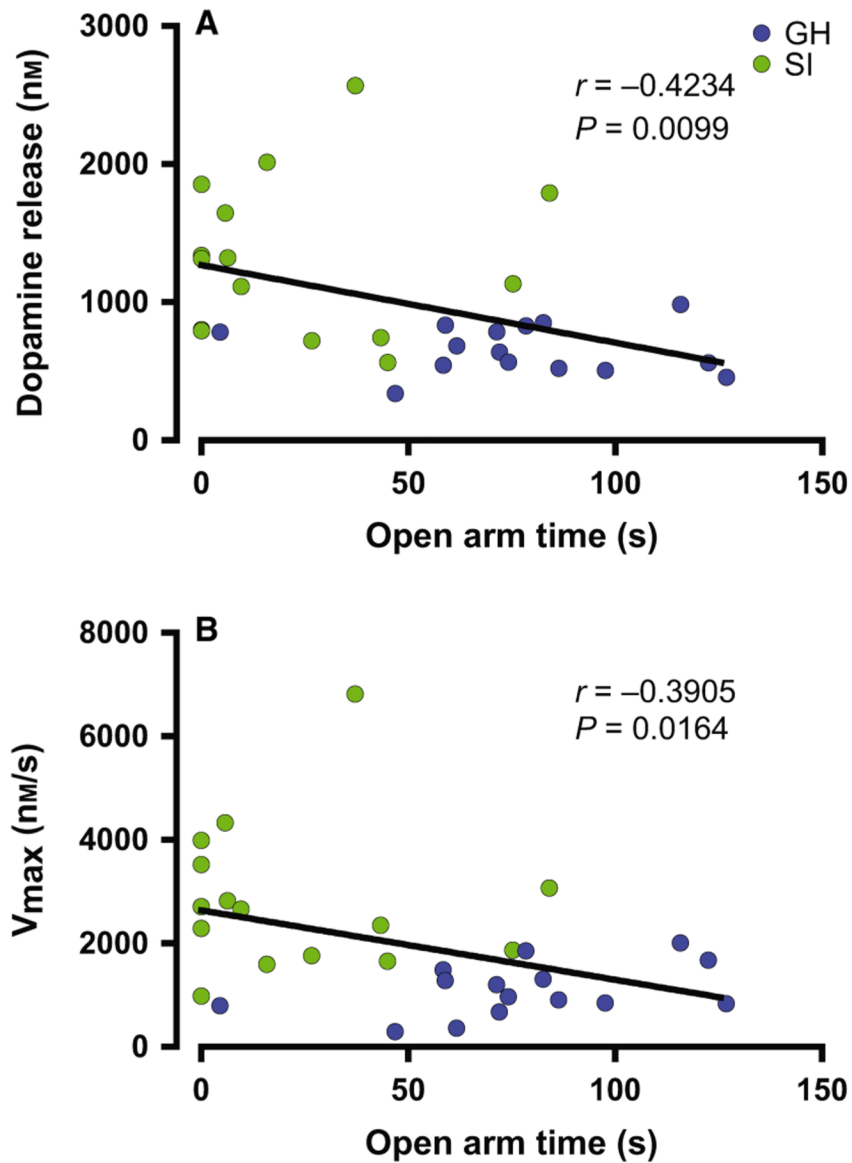 A
GH
SI
r = –0.4234
P = 0.0099
Dopamine release (nM)
3000
2000
1000
0
0 50 100 150
Open arm time (s)
B
r = –0.3905
P = 0.0164
Vmax (nM/s)
8000
6000
4000
2000
0
0 50 100 150
Open arm time (s)